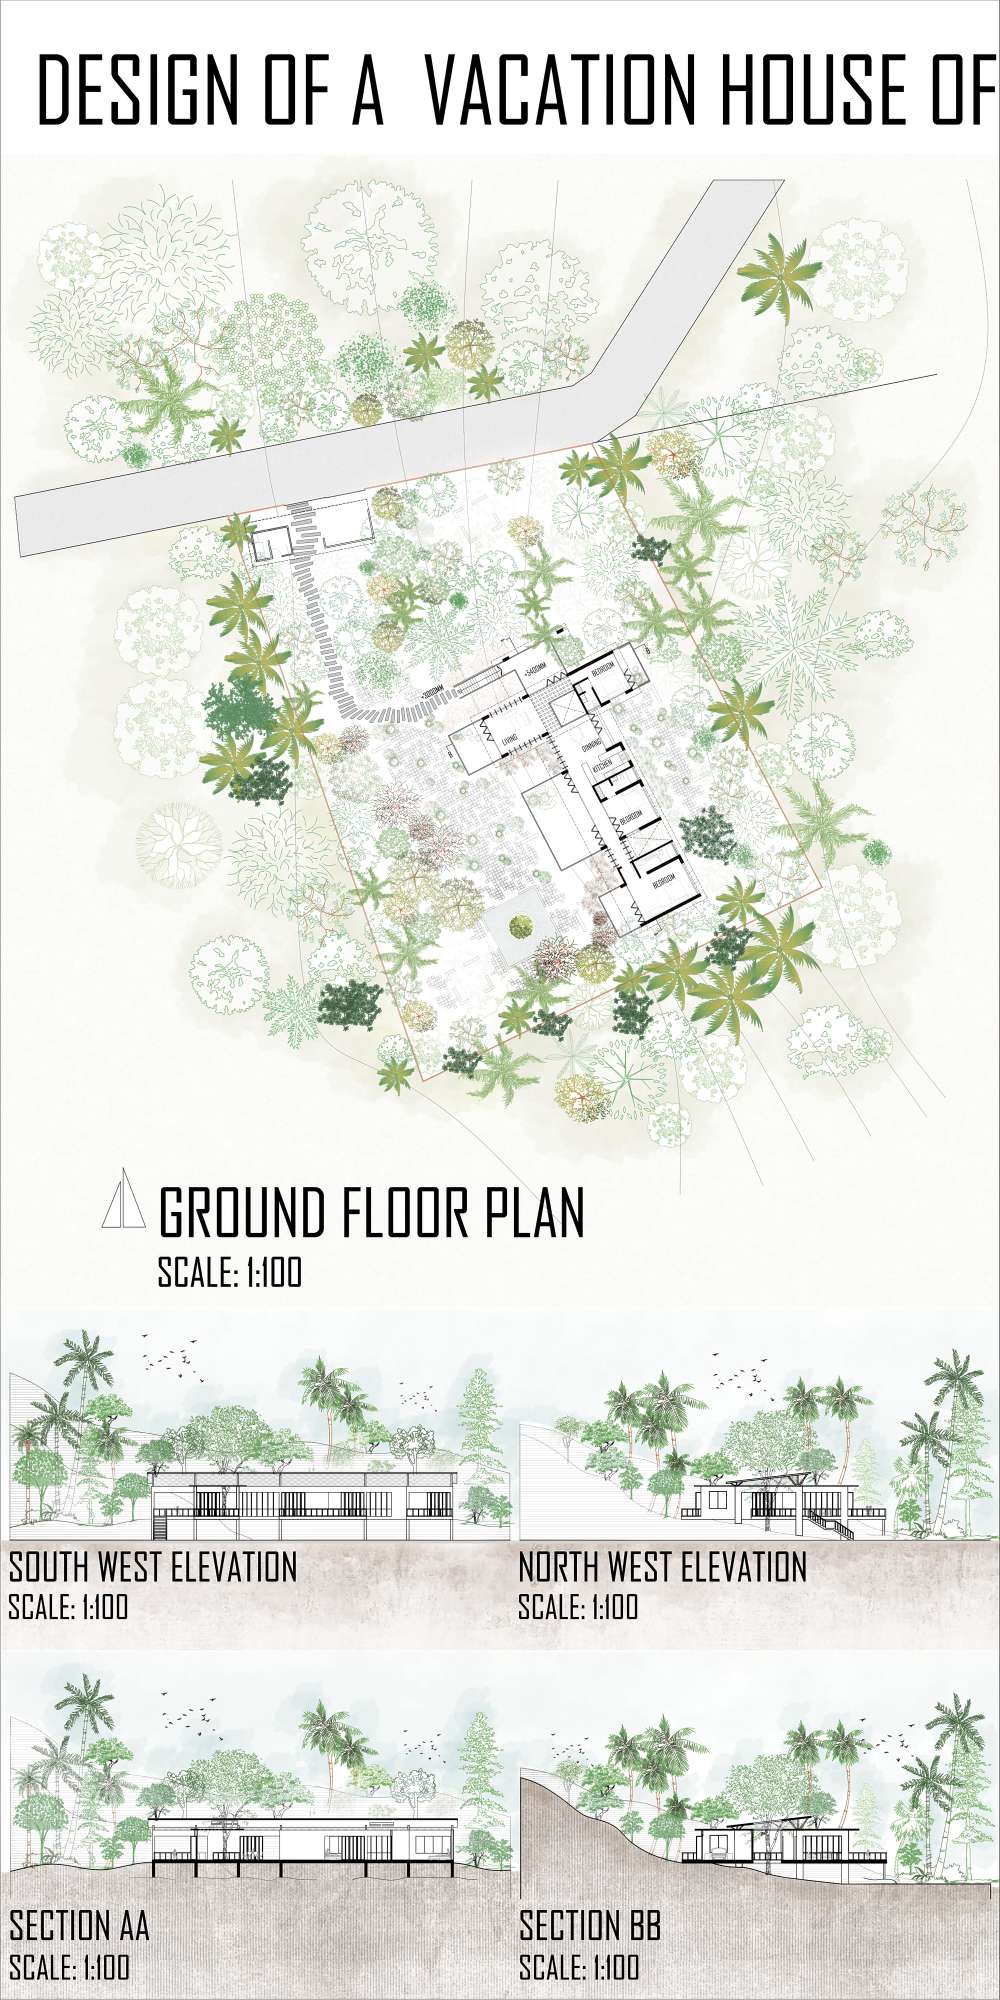 DESIGN OF A VACATION HOUSE OF
BEDROOM
+5400MM
+3000MM
LIVING
DINNING
KITCHEN
BEDROOM
BEDROOM
GROUND FLOOR PLAN
SCALE: 1:100
SOUTH WEST ELEVATION
SCALE: 1:100
NORTH WEST ELEVATION
SCALE: 1:100
SECTION AA
SCALE: 1:100
SECTION BB
SCALE: 1:100